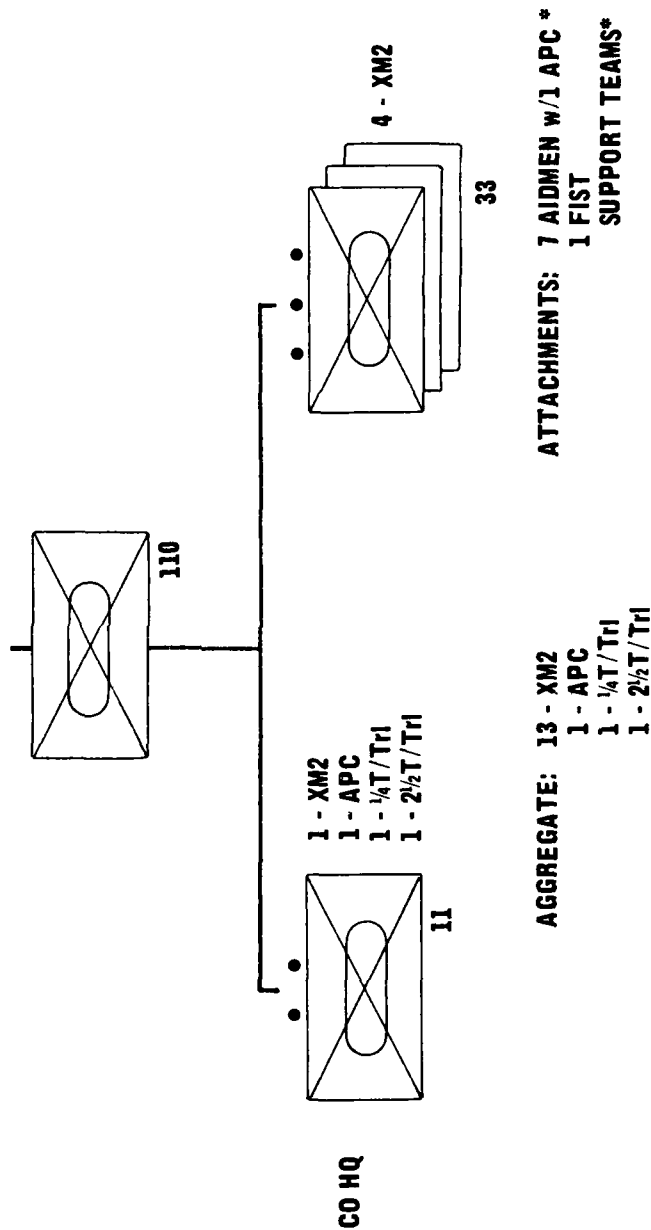 110
CO HQ
11
1 - XM2
1 - APC
1 - ¼T/Trl
1 - 2½T/Trl
33
4 - XM2
AGGREGATE: 13 - XM2
1 - APC
1 - ¼T/Trl
1 - 2½T/Trl
ATTACHMENTS: 7 AIDMEN w/1 APC *
1 FIST
SUPPORT TEAMS*